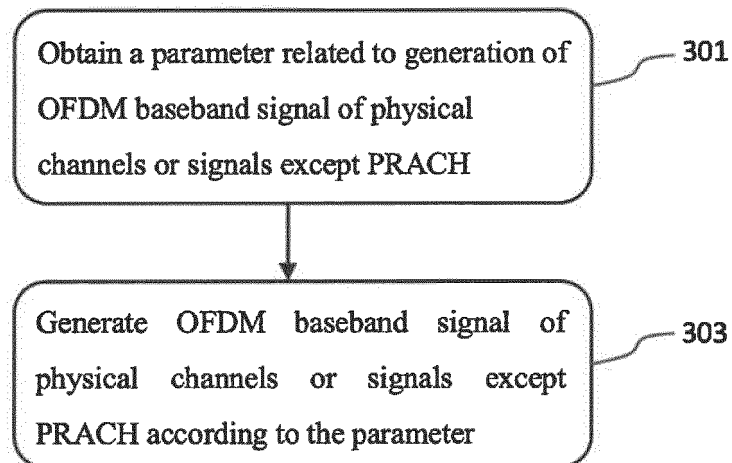 Obtain a parameter related to generation of
OFDM baseband signal of physical
channels or signals except PRACH
301
Generate OFDM baseband signal of
physical channels or signals except
PRACH according to the parameter
303